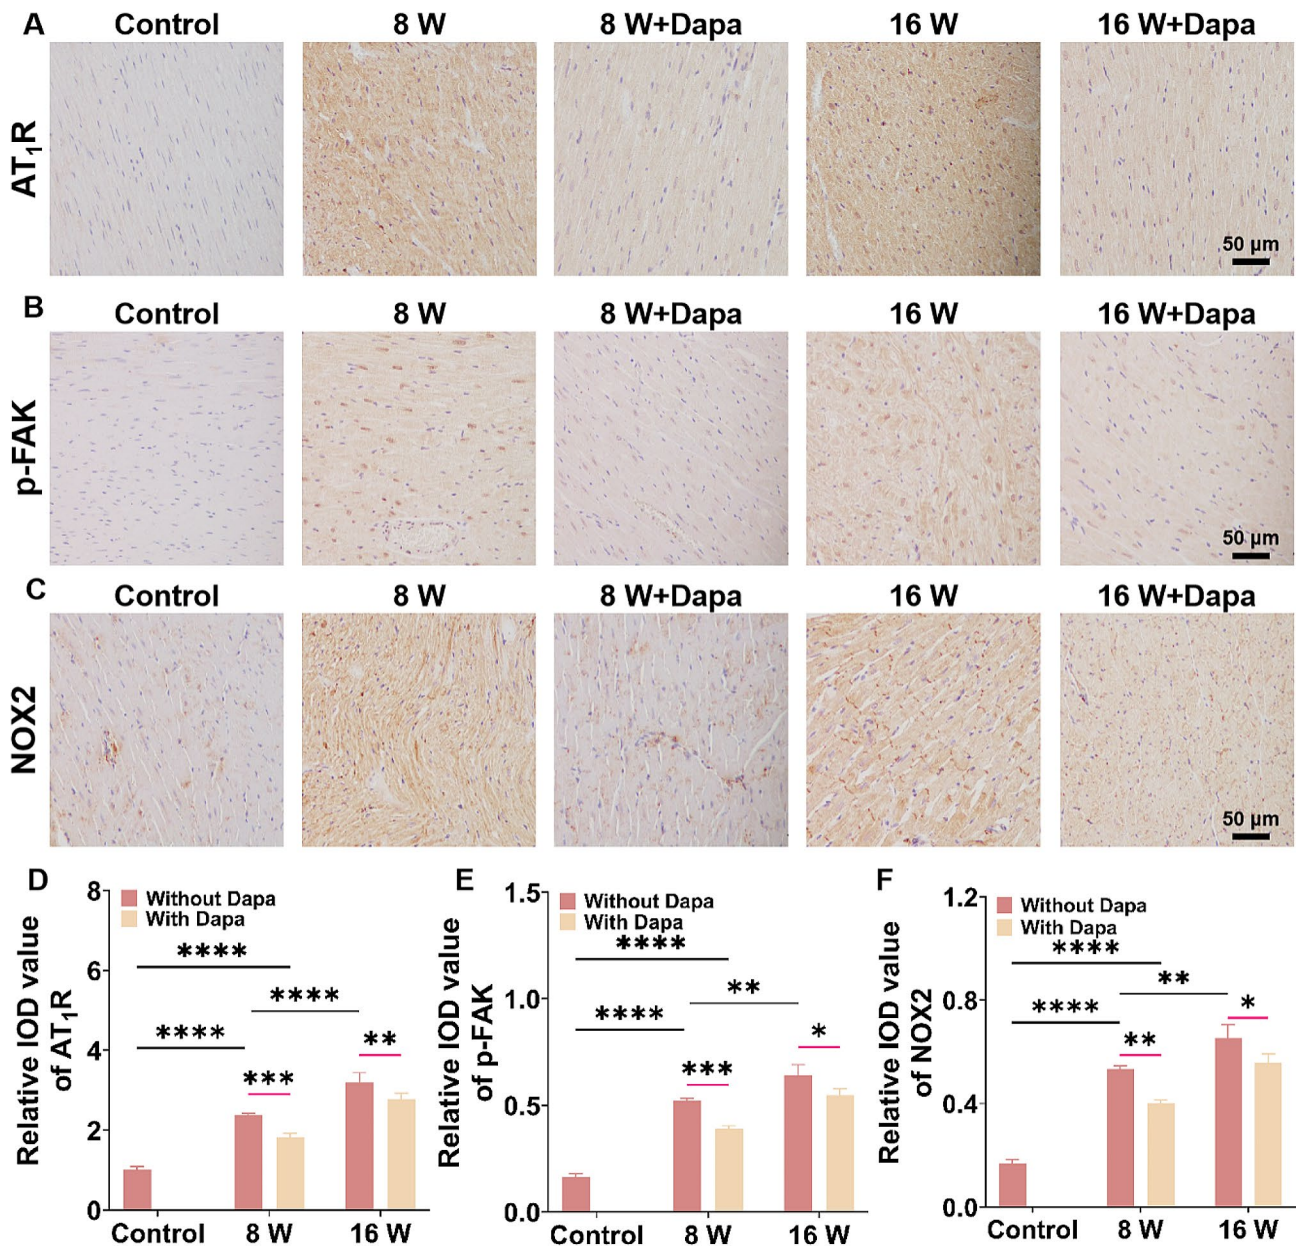 A Control 8 W 8 W+Dapa 16 W 16 W+Dapa
AT₁R
50 µm
B Control 8 W 8 W+Dapa 16 W 16 W+Dapa
p-FAK
50 µm
C Control 8 W 8 W+Dapa 16 W 16 W+Dapa
NOX2
50 µm
D
Relative IOD value
of AT₁R
Without Dapa
With Dapa
8
6
4
2
0
****
****
****
**
***
Control 8 W 16 W
E
Relative IOD value
of p-FAK
Without Dapa
With Dapa
1.5
1.0
0.5
0.0
****
**
****
*
***
Control 8 W 16 W
F
Relative IOD value
of NOX2
Without Dapa
With Dapa
1.2
0.8
0.4
0.0
****
**
****
*
**
Control 8 W 16 W